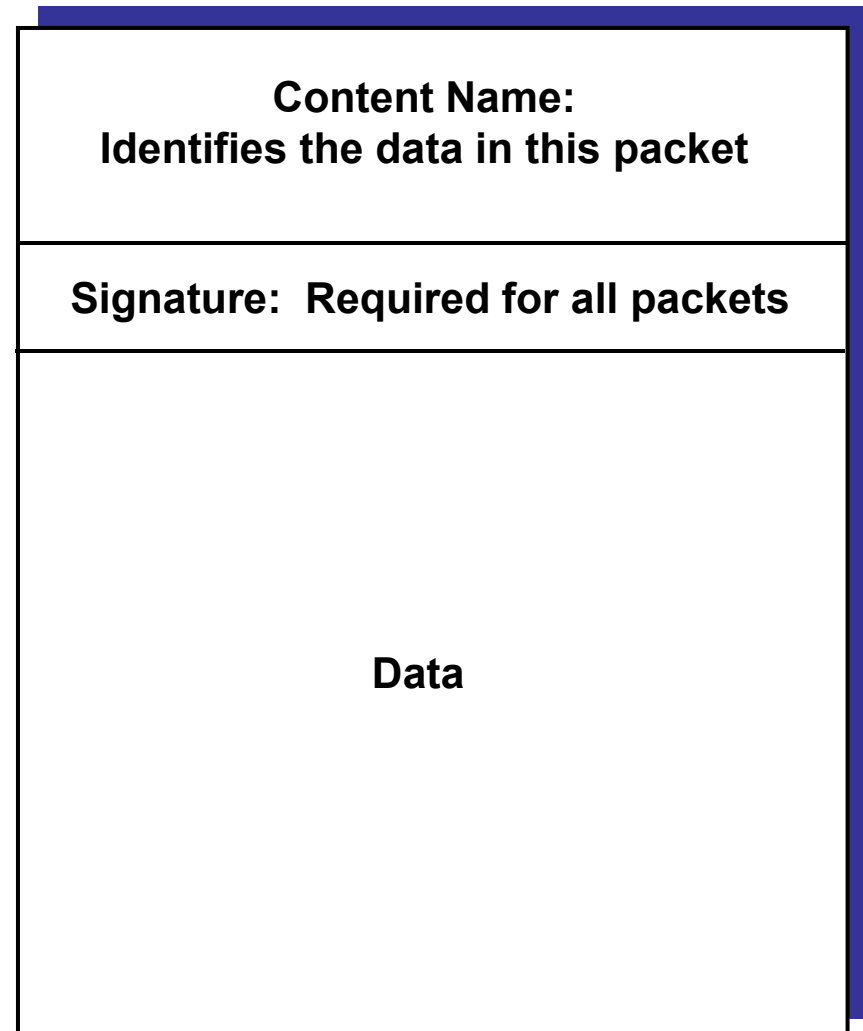 Content Name:
Identifies the data in this packet
Signature:  Required for all packets
Data